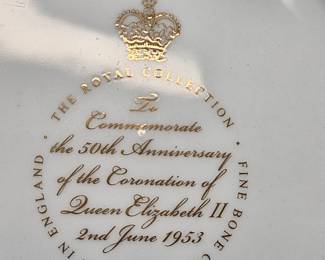 THE ROYAL COLLECTION · FINE BONE
IN ENGLAND ·
To
Commemorate
the 50th Anniversary
of the Coronation of
Queen Elizabeth II
2nd June 1953